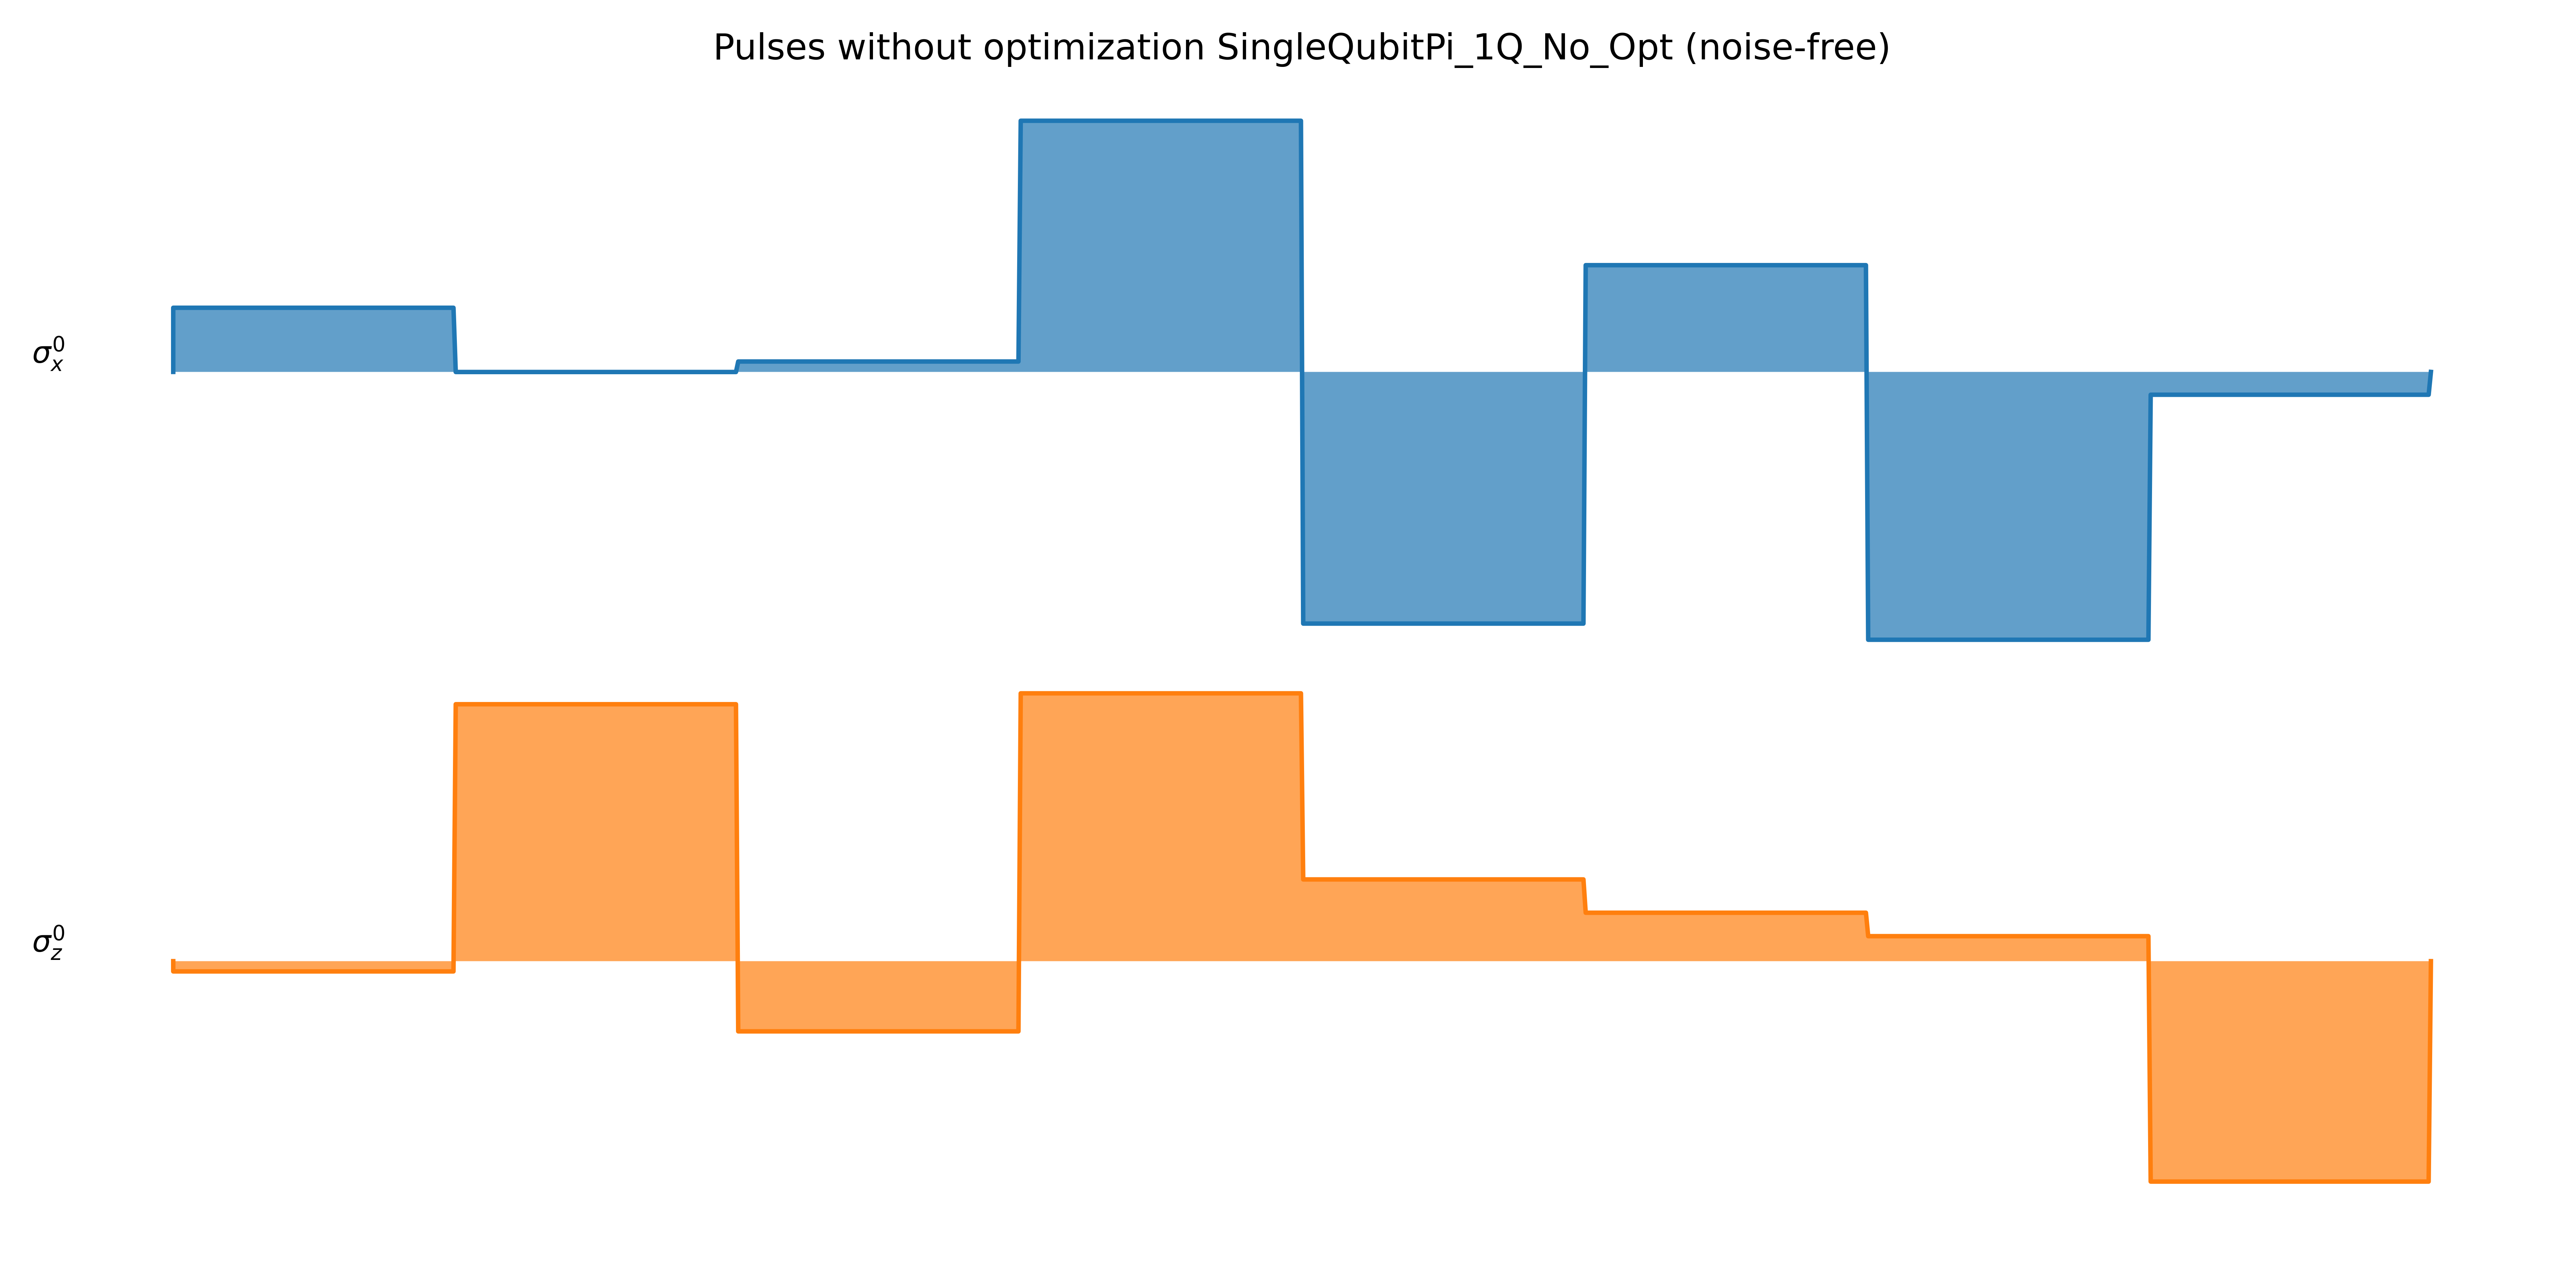 Pulses without optimization SingleQubitPi_1Q_No_Opt (noise-free)
σ_x^0
σ_z^0